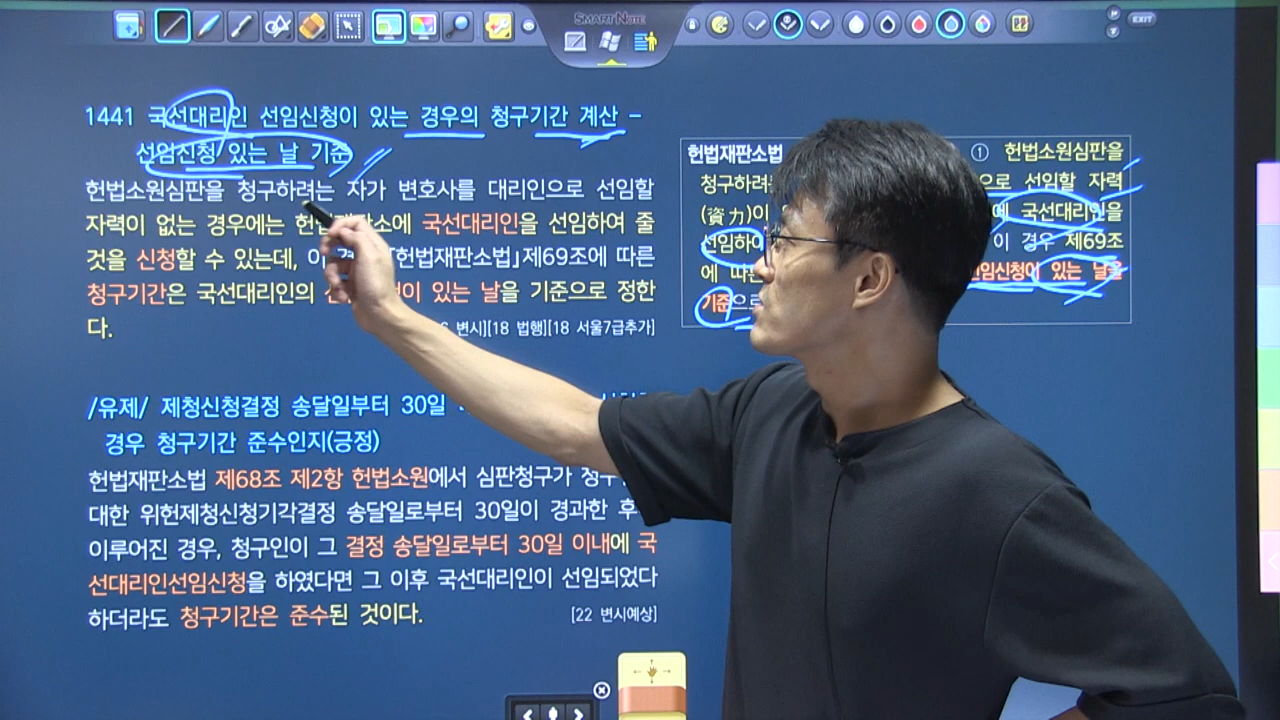 SMART NOTE
EXIT
1441 국선대리인 선임신청이 있는 경우의 청구기간 계산 -
선임신청 있는 날 기준
헌법소원심판을 청구하려는 자가 변호사를 대리인으로 선임할
자력이 없는 경우에는 헌법재판소에 국선대리인을 선임하여 줄
것을 신청할 수 있는데, 이 「헌법재판소법」제69조에 따른
청구기간은 국선대리인의 있는 날을 기준으로 정한
다.
변시][18 법행][18 서울7급추가]
/유제/ 제청신청결정 송달일부터 30일
경우 청구기간 준수인지(긍정)
헌법재판소법 제68조 제2항 헌법소원에서 심판청구가
대한 위헌제청신청기각결정 송달일로부터 30일이 경과한 후
이루어진 경우, 청구인이 그 결정 송달일로부터 30일 이내에 국
선대리인선임신청을 하였다면 그 이후 국선대리인이 선임되었다
하더라도 청구기간은 준수된 것이다.
[22 변시예상]
헌법재판소법 ① 헌법소원심판을
청구하려 으로 선임할 자력
(資力)이 에 국선대리인을
선임하여 이 경우 제69조
에 따른 선임신청이 있는 날을
기준으로